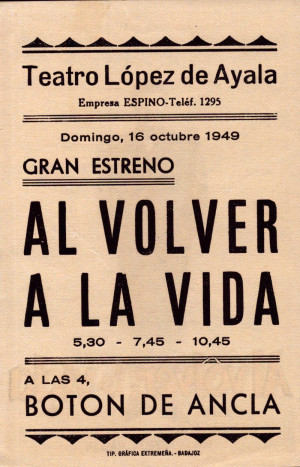 Teatro López de Ayala
Empresa ESPINO-Teléf. 1295
Domingo, 16 octubre 1949
GRAN ESTRENO
AL VOLVER
A LA VIDA
5,30 - 7,45 - 10,45
A LAS 4,
BOTON DE ANCLA
TIP. GRÁFICA EXTREMEÑA. - BADAJOZ